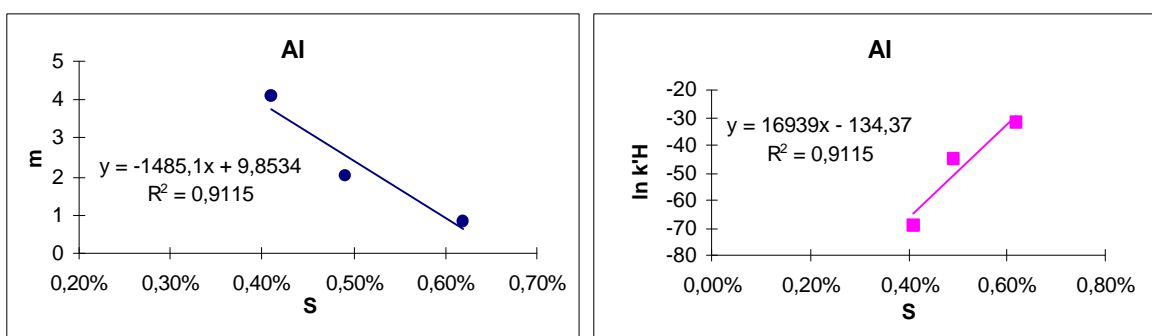 Al
5
4
3
2
1
0
m
y = -1485,1x + 9,8534
R² = 0,9115
0,20% 0,30% 0,40% 0,50% 0,60% 0,70%
S
Al
-20
-30
-40
-50
-60
-70
-80
ln k'H
y = 16939x - 134,37
R² = 0,9115
0,00% 0,20% 0,40% 0,60% 0,80%
S